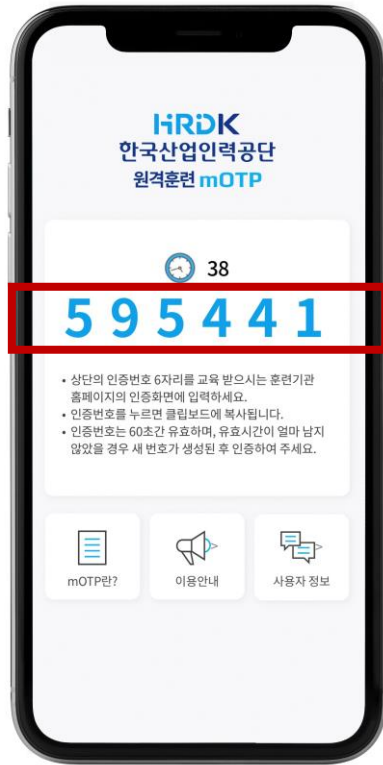 HRDK
한국산업인력공단
원격훈련 mOTP
38
595441
• 상단의 인증번호 6자리를 교육 받으시는 훈련기관
홈페이지의 인증화면에 입력하세요.
• 인증번호를 누르면 클립보드에 복사됩니다.
• 인증번호는 60초간 유효하며, 유효시간이 얼마 남지
않았을 경우 새 번호가 생성된 후 인증하여 주세요.
mOTP란? 이용안내 사용자 정보